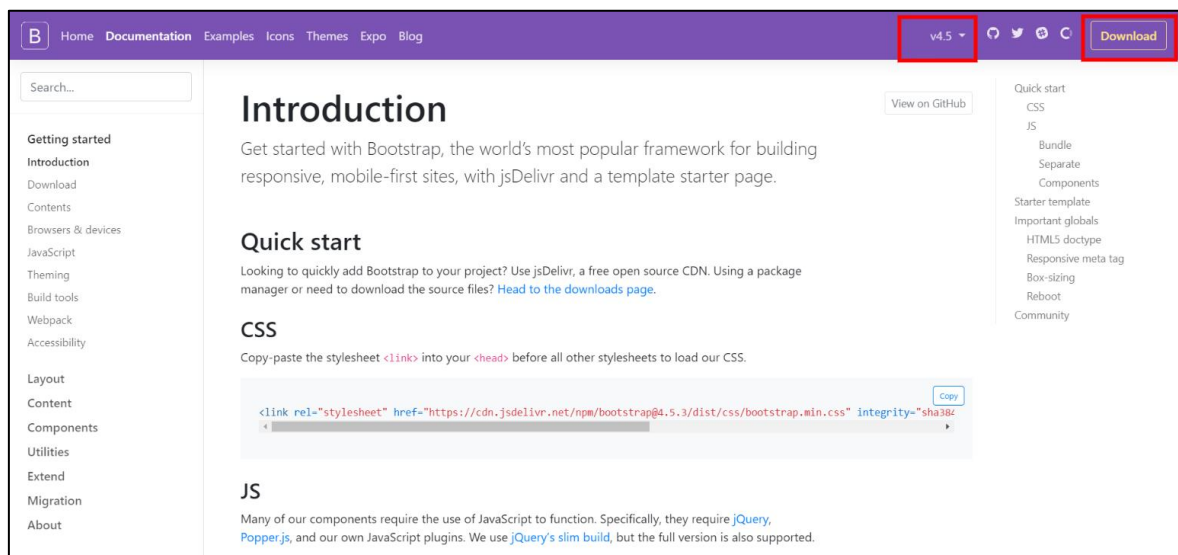 B Home Documentation Examples Icons Themes Expo Blog v4.5 Download
Search...
Getting started
Introduction
Download
Contents
Browsers & devices
JavaScript
Theming
Build tools
Webpack
Accessibility
Layout
Content
Components
Utilities
Extend
Migration
About
Introduction
View on GitHub
Get started with Bootstrap, the world's most popular framework for building
responsive, mobile-first sites, with jsDelivr and a template starter page.
Quick start
Looking to quickly add Bootstrap to your project? Use jsDelivr, a free open source CDN. Using a package
manager or need to download the source files? Head to the downloads page.
CSS
Copy-paste the stylesheet <link> into your <head> before all other stylesheets to load our CSS.
Copy
<link rel="stylesheet" href="https://cdn.jsdelivr.net/npm/bootstrap@4.5.3/dist/css/bootstrap.min.css" integrity="sha384
JS
Many of our components require the use of JavaScript to function. Specifically, they require jQuery,
Popper.js, and our own JavaScript plugins. We use jQuery's slim build, but the full version is also supported.
Quick start
CSS
JS
Bundle
Separate
Components
Starter template
Important globals
HTML5 doctype
Responsive meta tag
Box-sizing
Reboot
Community